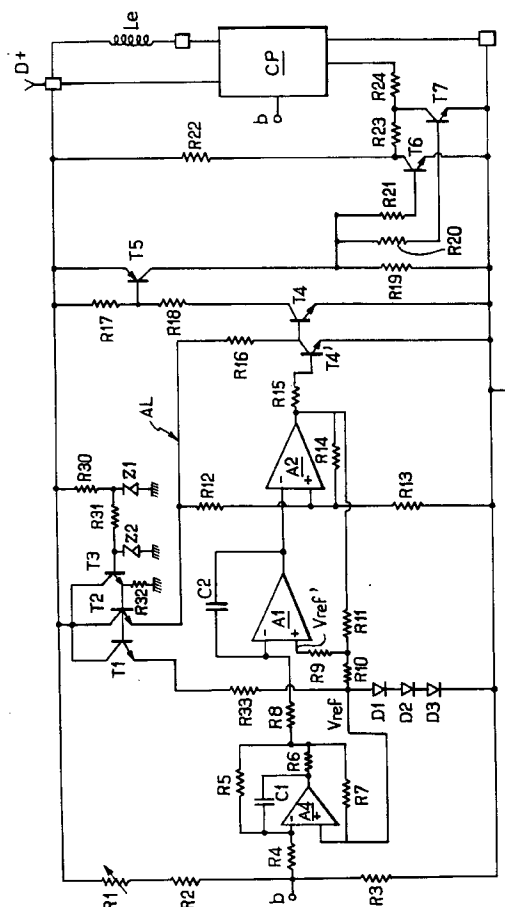 D+
Le
CP
b
R24
R23
T7
T6
R22
R21
R20
R19
T5
R17
R18
T4
R16
T4'
R15
AL
A2
-
+
R14
R12
R13
R30
Z1
R31
Z2
T3
T2
R32
T1
C2
A1
-
+
Vref'
R9
R11
R10
R33
Vref
R8
D1
D2
D3
R5
C1
R6
A4
-
+
R7
R4
R1
R2
b
R3